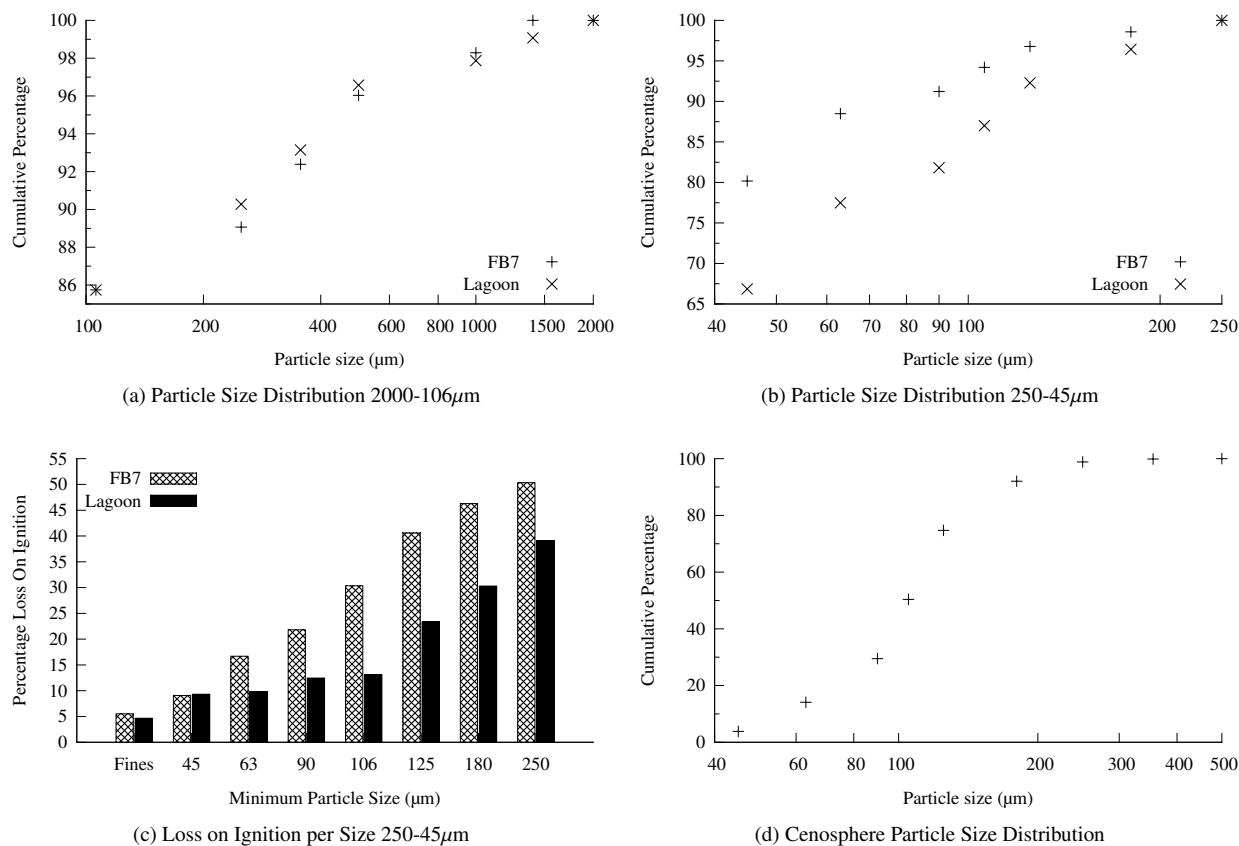 100
98
96
94
92
90
88
86
Cumulative Percentage
FB7
Lagoon
100 200 400 600 800 1000 1500 2000
Particle size (µm)
(a) Particle Size Distribution 2000-106µm
100
95
90
85
80
75
70
65
Cumulative Percentage
FB7
Lagoon
40 50 60 70 80 90 100 200 250
Particle size (µm)
(b) Particle Size Distribution 250-45µm
55
50
45
40
35
30
25
20
15
10
5
0
Percentage Loss On Ignition
FB7
Lagoon
Fines 45 63 90 106 125 180 250
Minimum Particle Size (µm)
(c) Loss on Ignition per Size 250-45µm
100
80
60
40
20
0
Cumulative Percentage
40 60 80 100 200 400 500
Particle size (µm)
(d) Cenosphere Particle Size Distribution